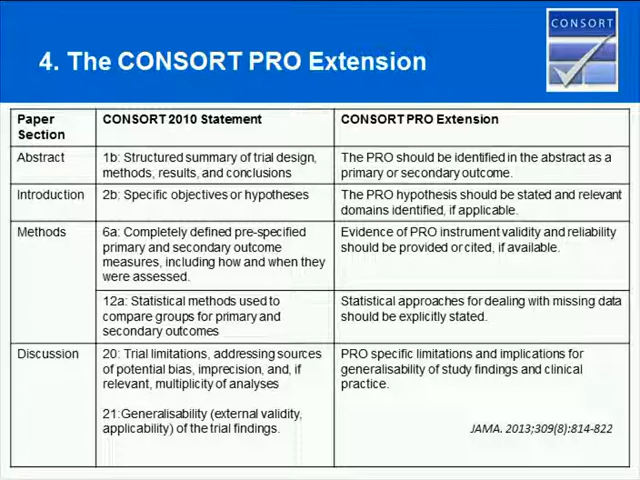 4. The CONSORT PRO Extension
CONSORT
Paper Section
CONSORT 2010 Statement
CONSORT PRO Extension
Abstract
1b: Structured summary of trial design,
methods, results, and conclusions
The PRO should be identified in the abstract as a
primary or secondary outcome.
Introduction
2b: Specific objectives or hypotheses
The PRO hypothesis should be stated and relevant
domains identified, if applicable.
Methods
6a: Completely defined pre-specified
primary and secondary outcome
measures, including how and when they
were assessed.
Evidence of PRO instrument validity and reliability
should be provided or cited, if available.
12a: Statistical methods used to
compare groups for primary and
secondary outcomes
Statistical approaches for dealing with missing data
should be explicitly stated.
Discussion
20: Trial limitations, addressing sources
of potential bias, imprecision, and, if
relevant, multiplicity of analyses
21:Generalisability (external validity,
applicability) of the trial findings.
PRO specific limitations and implications for
generalisability of study findings and clinical
practice.
JAMA. 2013;309(8):814-822